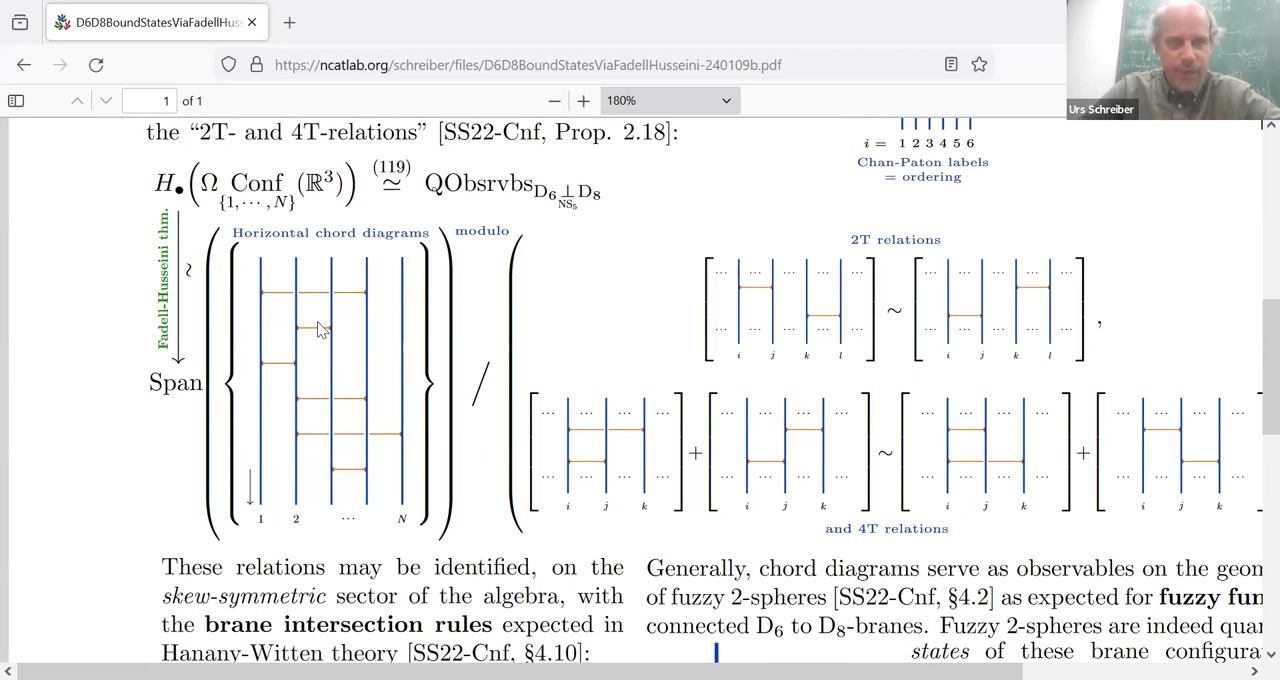 D6D8BoundStatesViaFadellHus
https://ncatlab.org/schreiber/files/D6D8BoundStatesViaFadellHusseini-240109b.pdf
1 of 1
180%
Urs Schreiber
the “2T- and 4T-relations” [SS22-Cnf, Prop. 2.18]:
i = 1 2 3 4 5 6
Chan-Paton labels
= ordering
H•(Ω Conf (ℝ³)) ≃ QObsrvbs D6 ⊥ D8
{1,⋯,N}
(119)
NS5
Fadell-Husseini thm.
∼
Horizontal chord diagrams
modulo
2T relations
⋯ ⋯ ⋯ ∼ ⋯ ⋯ ⋯
⋯ ⋯ ⋯ ⋯ ⋯ ⋯ ,
i j k l i j k l
Span /
⋯ ⋯ ⋯ ⋯ + ⋯ ⋯ ⋯ ⋯ ∼ ⋯ ⋯ ⋯ ⋯ + ⋯ ⋯ ⋯ ⋯
i j k i j k i j k i j k
1 2 ⋯ N
and 4T relations
These relations may be identified, on the
skew-symmetric sector of the algebra, with
the brane intersection rules expected in
Hanany-Witten theory [SS22-Cnf, §4.10]:
Generally, chord diagrams serve as observables on the geom
of fuzzy 2-spheres [SS22-Cnf, §4.2] as expected for fuzzy fun
connected D6 to D8-branes. Fuzzy 2-spheres are indeed qua
states of these brane configura